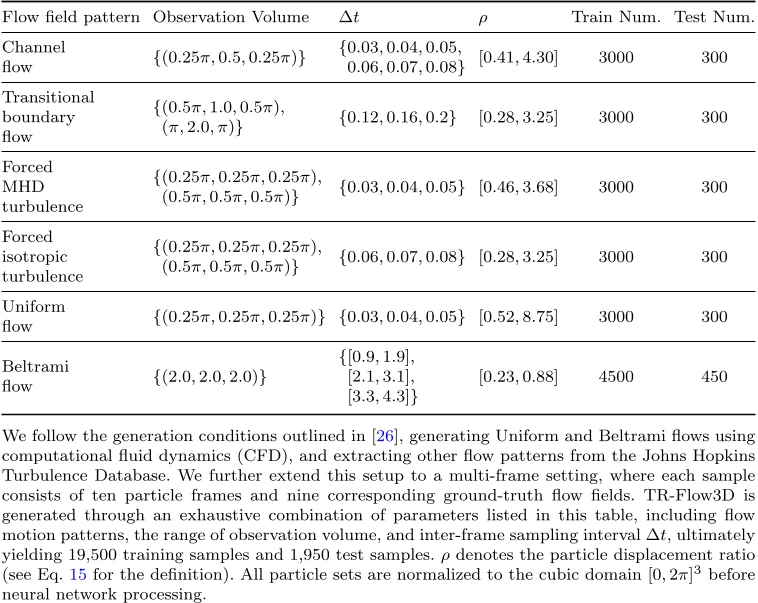 Flow field pattern Observation Volume Δt ρ Train Num. Test Num.
Channel
flow
{(0.25π, 0.5, 0.25π)}
{0.03, 0.04, 0.05,
0.06, 0.07, 0.08}
[0.41, 4.30] 3000 300
Transitional
boundary
flow
{(0.5π, 1.0, 0.5π),
(π, 2.0, π)}
{0.12, 0.16, 0.2} [0.28, 3.25] 3000 300
Forced
MHD
turbulence
{(0.25π, 0.25π, 0.25π),
(0.5π, 0.5π, 0.5π)}
{0.03, 0.04, 0.05} [0.46, 3.68] 3000 300
Forced
isotropic
turbulence
{(0.25π, 0.25π, 0.25π),
(0.5π, 0.5π, 0.5π)}
{0.06, 0.07, 0.08} [0.28, 3.25] 3000 300
Uniform
flow
{(0.25π, 0.25π, 0.25π)} {0.03, 0.04, 0.05} [0.52, 8.75] 3000 300
Beltrami
flow
{(2.0, 2.0, 2.0)}
{[0.9, 1.9],
[2.1, 3.1],
[3.3, 4.3]}
[0.23, 0.88] 4500 450
We follow the generation conditions outlined in [26], generating Uniform and Beltrami flows using
computational fluid dynamics (CFD), and extracting other flow patterns from the Johns Hopkins
Turbulence Database. We further extend this setup to a multi-frame setting, where each sample
consists of ten particle frames and nine corresponding ground-truth flow fields. TR-Flow3D is
generated through an exhaustive combination of parameters listed in this table, including flow
motion patterns, the range of observation volume, and inter-frame sampling interval Δt, ultimately
yielding 19,500 training samples and 1,950 test samples. ρ denotes the particle displacement ratio
(see Eq. 15 for the definition). All particle sets are normalized to the cubic domain [0, 2π]³ before
neural network processing.